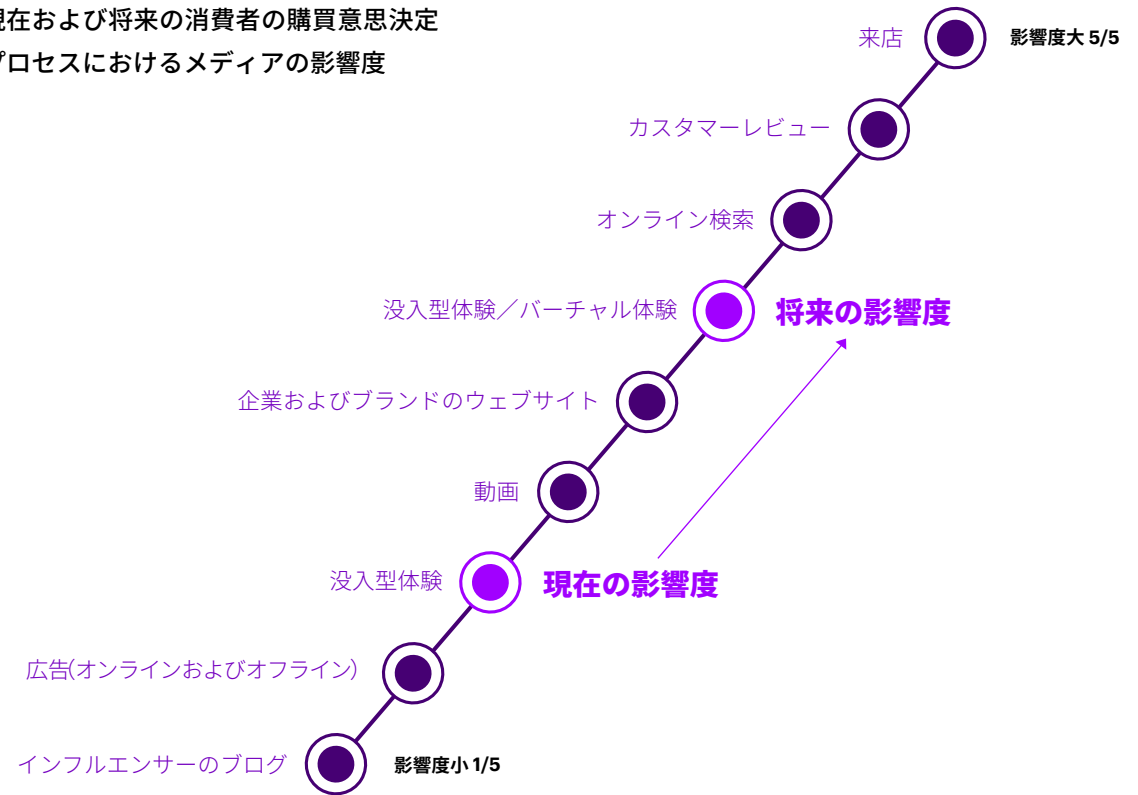 現在および将来の消費者の購買意思決定
プロセスにおけるメディアの影響度
来店
影響度大 5/5
カスタマーレビュー
オンライン検索
没入型体験／バーチャル体験
将来の影響度
企業およびブランドのウェブサイト
動画
没入型体験
現在の影響度
広告(オンラインおよびオフライン)
インフルエンサーのブログ
影響度小 1/5